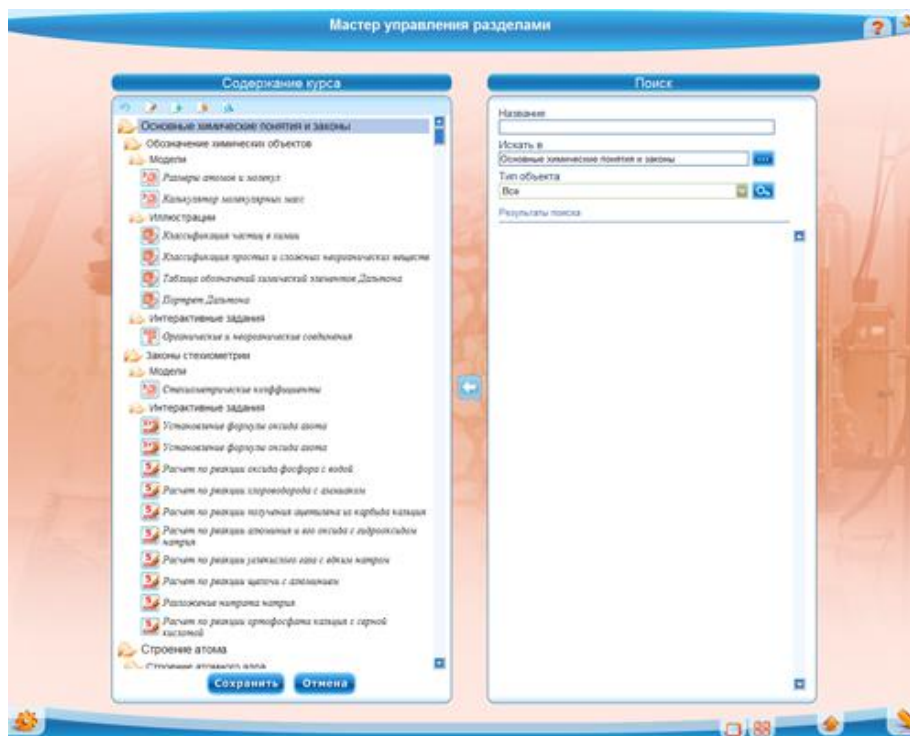 Мастер управления разделами
?
Содержание курса
Основные химические понятия и законы
Обозначение химических объектов
Модели
Размеры атомов и молекул
Калькулятор молекулярных масс
Иллюстрации
Классификация частиц в химии
Классификация простых и сложных неорганических веществ
Таблица обозначений химический элементов Дальтона
Портрет Дальтона
Интерактивные задания
Органические и неорганические соединения
Законы стехиометрии
Модели
Стехиометрические коэффициенты
Интерактивные задания
Установление формулы оксида азота
Установление формулы оксида азота
Расчет по реакции оксида фосфора с водой
Расчет по реакции хлороводорода с аммиаком
Расчет по реакции получения ацетилена из карбида кальция
Расчет по реакции алюминия и его оксида с гидроксидом
натрия
Расчет по реакции углекислого газа с едким натром
Расчет по реакции щелочи с алюминием
Разложение нитрата натрия
Расчет по реакции ортофосфата кальция с серной
кислотой
Строение атома
Строение атомного ядра
Сохранить
Отмена
Поиск
Название
Искать в
Основные химические понятия и законы
...
Тип объекта
Все
Результаты поиска